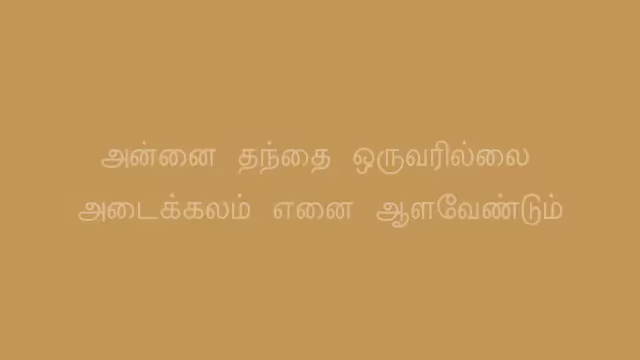 அன்னை தந்தை ஒருவரில்லை
அடைக்கலம் எனை ஆளவேண்டும்